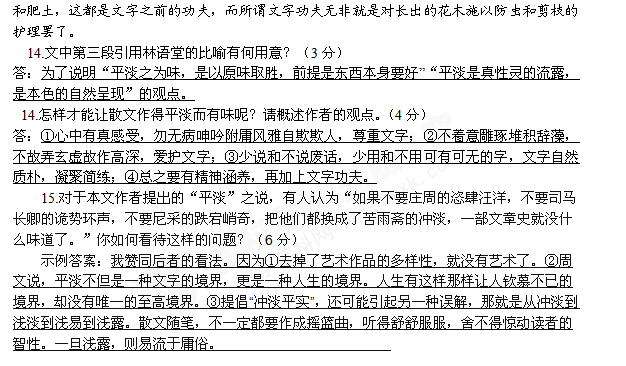 和肥土，这都是文字之前的功夫，而所谓文字功夫无非就是对长出的花木施以防虫和剪枝的
护理罢了。
14.文中第三段引用林语堂的比喻有何用意？（3 分）
答：为了说明“平淡之为味，是以原味取胜，前提是东西本身要好”“平淡是真性灵的流露，
是本色的自然呈现”的观点。
14.怎样才能让散文作得平淡而有味呢？请概述作者的观点。（4 分）
答：①心中有真感受，勿无病呻吟附庸风雅自欺欺人，尊重文字；②不着意雕琢堆积辞藻，
不故弄玄虚故作高深，爱护文字；③少说和不说废话，少用和不用可有可无的字，文字自然
质朴，凝聚简练；④总之要有精神涵养，再加上文字功夫。
15.对于本文作者提出的“平淡”之说，有人认为“如果不要庄周的恣肆汪洋，不要司马
长卿的诡势环声，不要尼采的跌宕峭奇，把他们都换成了苦雨斋的冲淡，一部文章史就没什
么味道了。”你如何看待这样的问题？（6 分）
示例答案：我赞同后者的看法。因为①去掉了艺术作品的多样性，就没有艺术了。②周
文说，平淡不但是一种文字的境界，更是一种人生的境界。人生有这样那样让人钦慕不已的
境界，却没有唯一的至高境界。③提倡“冲淡平实”，还可能引起另一种误解，那就是从冲淡到
浅淡到浅易到浅露。散文随笔，不一定都要作成摇篮曲，听得舒舒服服，舍不得惊动读者的
智性。一旦浅露，则易流于庸俗。